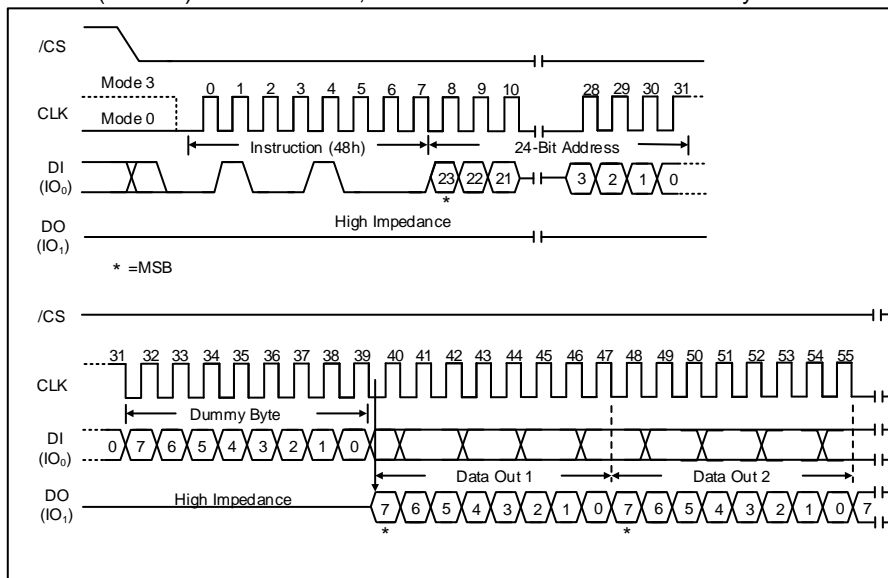 /CS
Mode 3
0 1 2 3 4 5 6 7 8 9 10 28 29 30 31
CLK
Mode 0
Instruction (48h) 24-Bit Address
DI
(IO0)
23 22 21 3 2 1 0
*
High Impedance
DO
(IO1)
* =MSB
/CS
31 32 33 34 35 36 37 38 39 40 41 42 43 44 45 46 47 48 49 50 51 52 53 54 55
CLK
Dummy Byte
DI
(IO0)
0 7 6 5 4 3 2 1 0
Data Out 1 Data Out 2
DO
(IO1)
High Impedance
7 6 5 4 3 2 1 0 7 6 5 4 3 2 1 0 7
* *